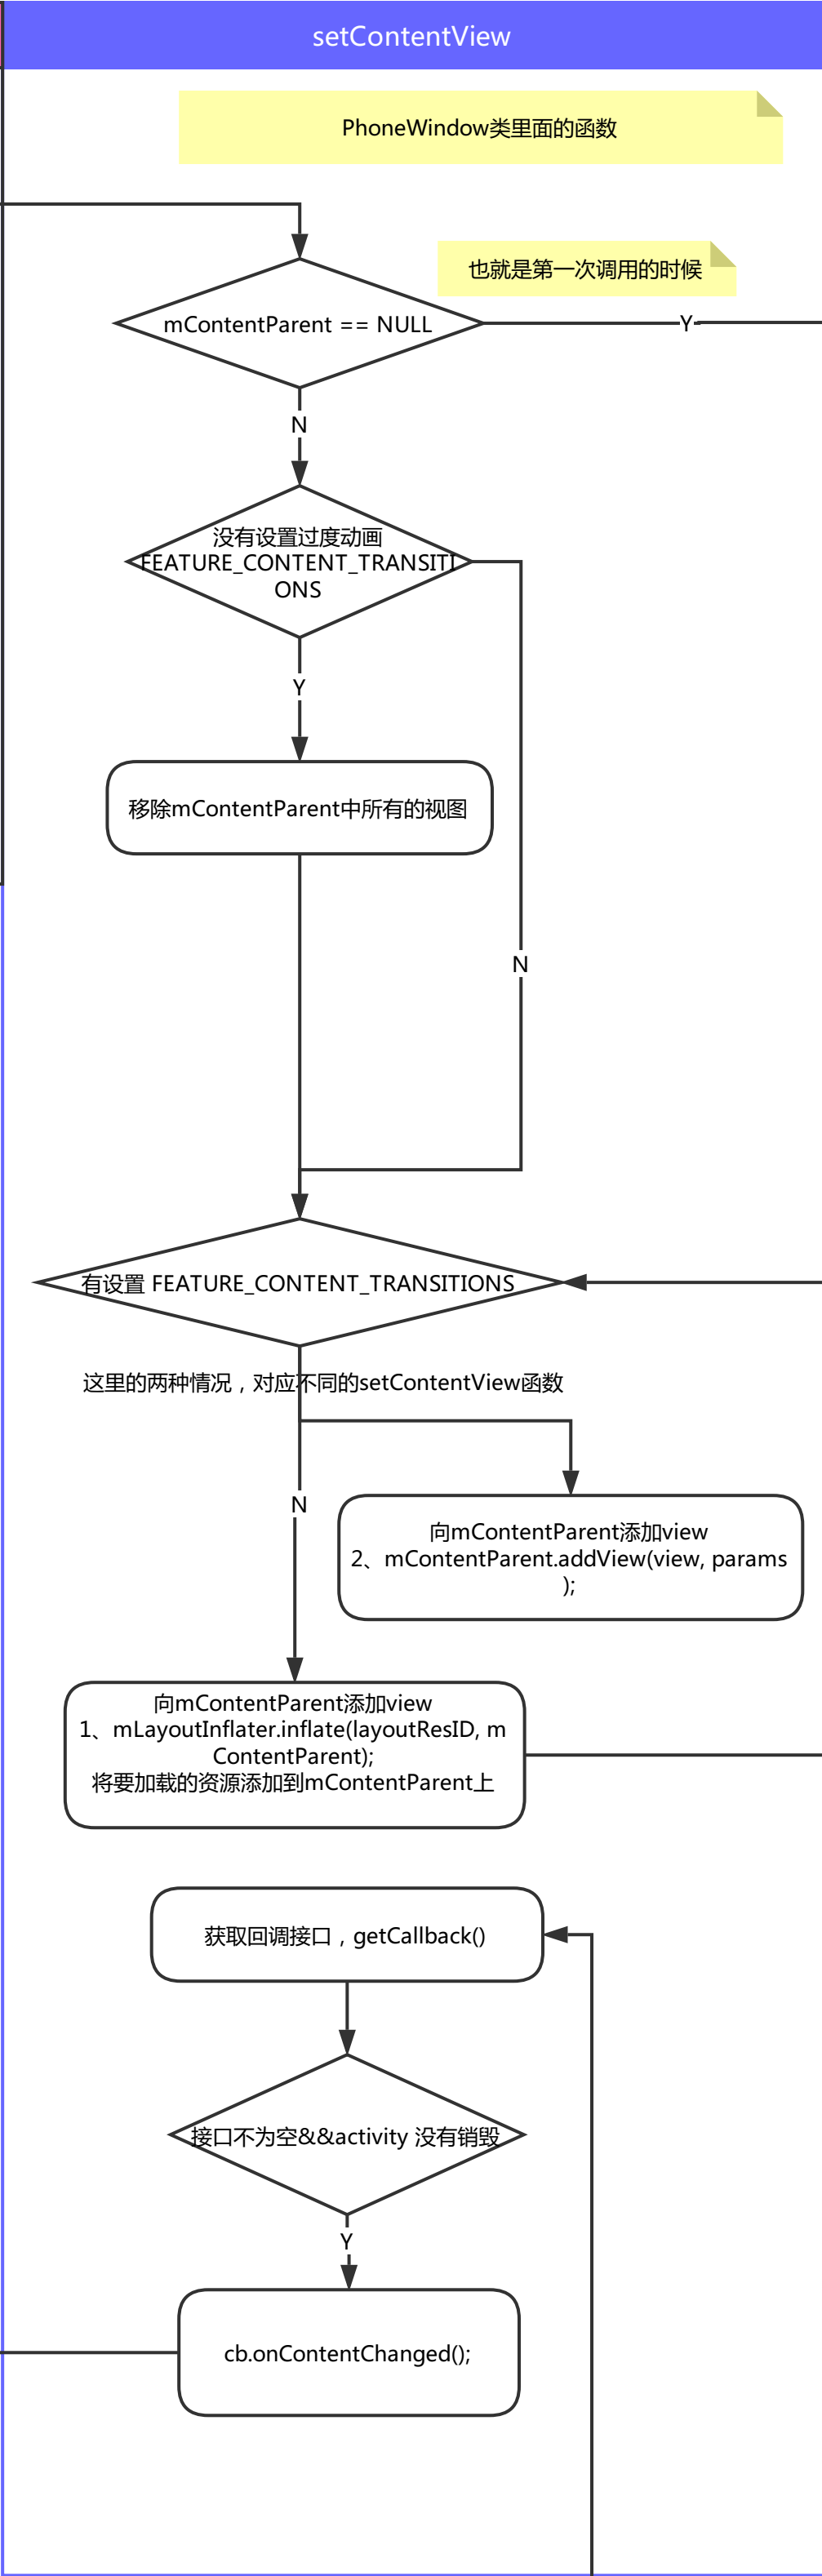 setContentView
PhoneWindow类里面的函数
也就是第一次调用的时候
mContentParent == NULL
Y
N
没有设置过度动画
FEATURE_CONTENT_TRANSITI
ONS
Y
移除mContentParent中所有的视图
N
有设置 FEATURE_CONTENT_TRANSITIONS
这里的两种情况，对应不同的setContentView函数
N
向mContentParent添加view
2、mContentParent.addView(view, params
);
向mContentParent添加view
1、mLayoutInflater.inflate(layoutResID, m
ContentParent);
将要加载的资源添加到mContentParent上
获取回调接口，getCallback()
接口不为空&&activity 没有销毁
Y
cb.onContentChanged();